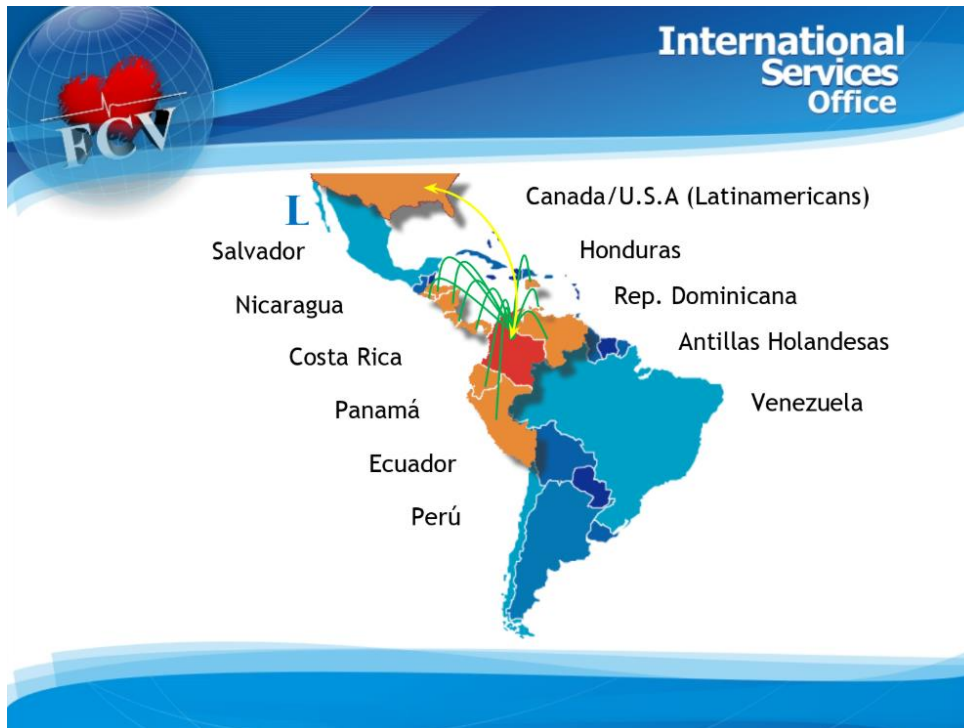 International
Services
Office
FCV
L
Canada/U.S.A (Latinamericans)
Salvador
Honduras
Nicaragua
Rep. Dominicana
Costa Rica
Antillas Holandesas
Panamá
Venezuela
Ecuador
Perú